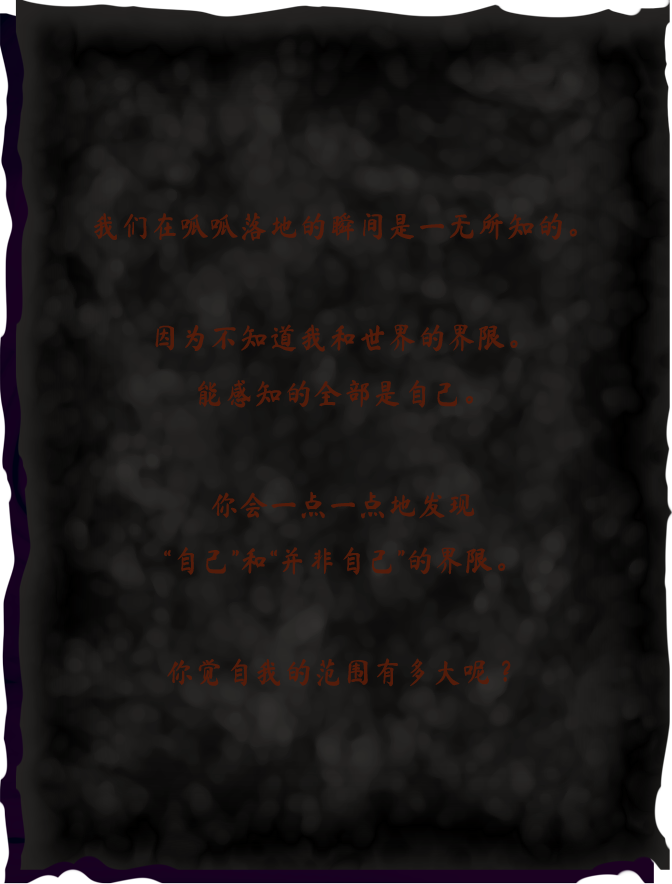 我们在呱呱落地的瞬间是一无所知的。
因为不知道我和世界的界限。
能感知的全部是自己。
你会一点一点地发现
“自己”和“并非自己”的界限。
你觉自我的范围有多大呢？